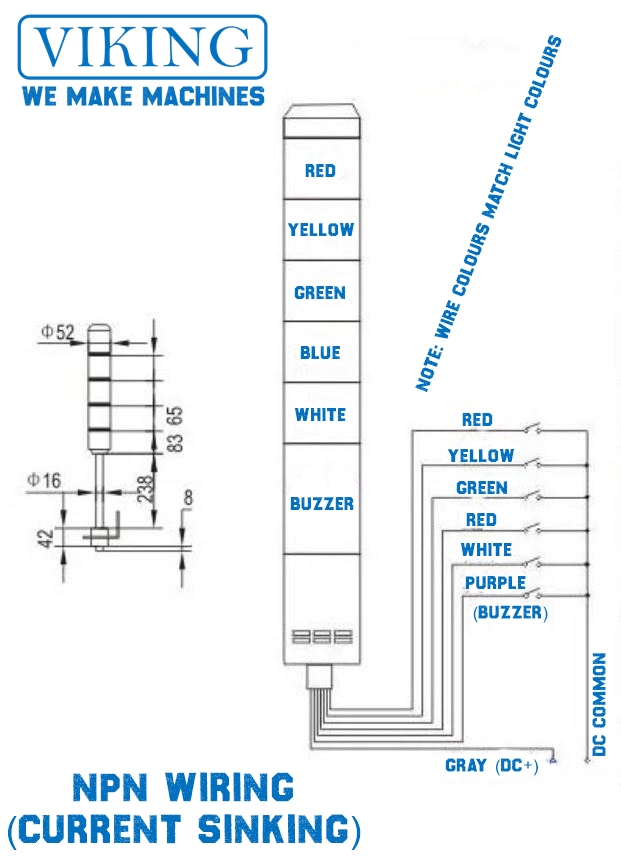 VIKING
WE MAKE MACHINES
NOTE: WIRE COLOURS MATCH LIGHT COLOURS
RED
YELLOW
GREEN
BLUE
WHITE
BUZZER
Φ52
65
83
238
Φ16
8
42
RED
YELLOW
GREEN
RED
WHITE
PURPLE
(BUZZER)
DC COMMON
GRAY (DC+)
NPN WIRING
(CURRENT SINKING)